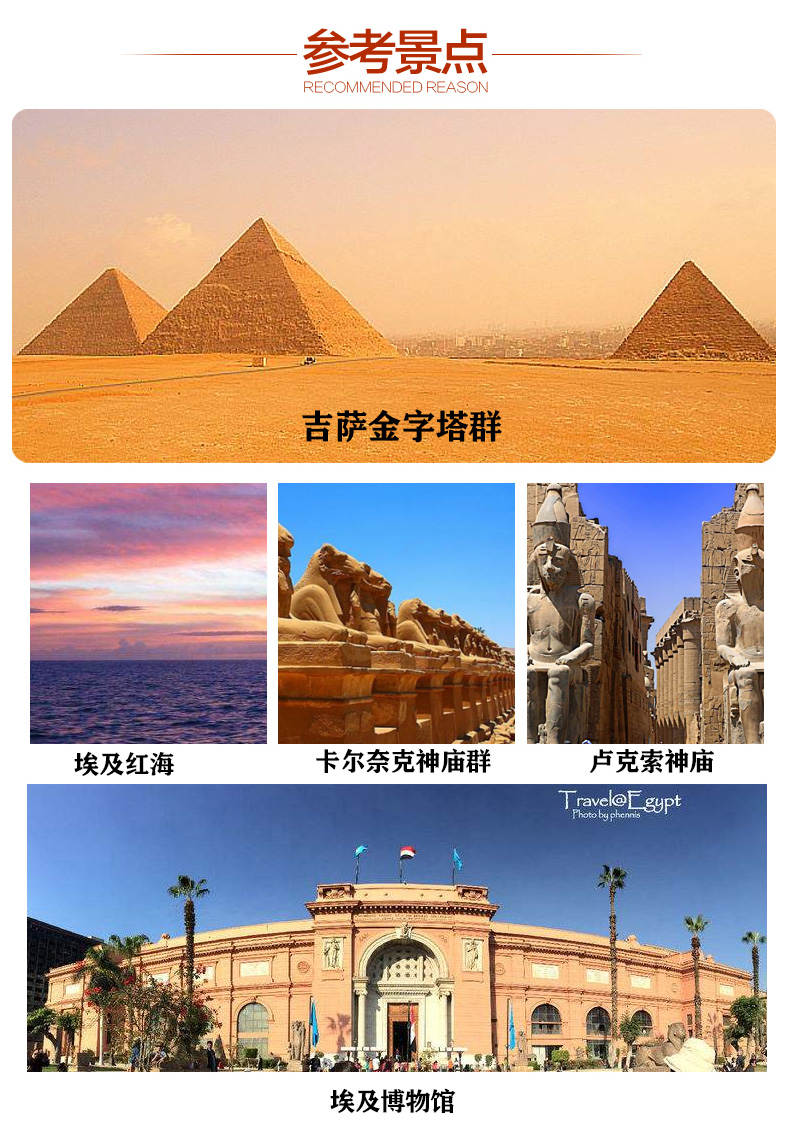 参考景点
RECOMMENDED REASON
吉萨金字塔群
埃及红海
卡尔奈克神庙群
卢克索神庙
Travel@Egypt
Photo by phennis
埃及博物馆